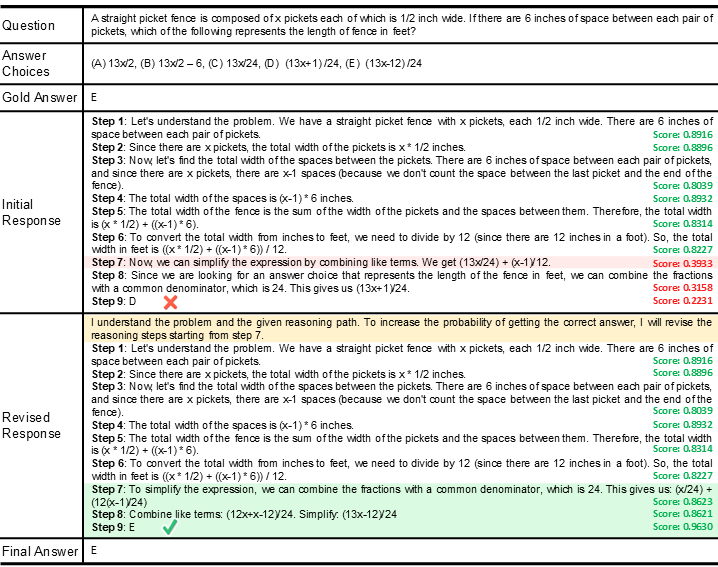 Question
A straight picket fence is composed of x pickets each of which is 1/2 inch wide. If there are 6 inches of space between each pair of
pickets, which of the following represents the length of fence in feet?
Answer
Choices
(A) 13x/2, (B) 13x/2 – 6, (C) 13x/24, (D) (13x+1)/24, (E) (13x-12)/24
Gold Answer
E
Initial
Response
Step 1: Let's understand the problem. We have a straight picket fence with x pickets, each 1/2 inch wide. There are 6 inches of
space between each pair of pickets. Score: 0.8916
Step 2: Since there are x pickets, the total width of the pickets is x * 1/2 inches. Score: 0.8896
Step 3: Now, let's find the total width of the spaces between the pickets. There are 6 inches of space between each pair of pickets,
and since there are x pickets, there are x-1 spaces (because we don't count the space between the last picket and the end of the
fence). Score: 0.8039
Step 4: The total width of the spaces is (x-1) * 6 inches. Score: 0.8932
Step 5: The total width of the fence is the sum of the width of the pickets and the spaces between them. Therefore, the total width
is (x * 1/2) + ((x-1) * 6). Score: 0.8314
Step 6: To convert the total width from inches to feet, we need to divide by 12 (since there are 12 inches in a foot). So, the total
width in feet is ((x * 1/2) + ((x-1) * 6)) / 12. Score: 0.8227
Step 7: Now, we can simplify the expression by combining like terms. We get (13x/24) + (x-1)/12. Score: 0.3933
Step 8: Since we are looking for an answer choice that represents the length of the fence in feet, we can combine the fractions
with a common denominator, which is 24. This gives us (13x+1)/24. Score: 0.3158
Step 9: D Score: 0.2231
Revised
Response
I understand the problem and the given reasoning path. To increase the probability of getting the correct answer, I will revise the
reasoning steps starting from step 7.
Step 1: Let's understand the problem. We have a straight picket fence with x pickets, each 1/2 inch wide. There are 6 inches of
space between each pair of pickets. Score: 0.8916
Step 2: Since there are x pickets, the total width of the pickets is x * 1/2 inches. Score: 0.8896
Step 3: Now, let's find the total width of the spaces between the pickets. There are 6 inches of space between each pair of pickets,
and since there are x pickets, there are x-1 spaces (because we don't count the space between the last picket and the end of the
fence). Score: 0.8039
Step 4: The total width of the spaces is (x-1) * 6 inches. Score: 0.8932
Step 5: The total width of the fence is the sum of the width of the pickets and the spaces between them. Therefore, the total width
is (x * 1/2) + ((x-1) * 6). Score: 0.8314
Step 6: To convert the total width from inches to feet, we need to divide by 12 (since there are 12 inches in a foot). So, the total
width in feet is ((x * 1/2) + ((x-1) * 6)) / 12. Score: 0.8227
Step 7: To simplify the expression, we can combine the fractions with a common denominator, which is 24. This gives us: (x/24) +
(12(x-1)/24) Score: 0.8623
Step 8: Combine like terms: (12x+x-12)/24. Simplify: (13x-12)/24 Score: 0.8621
Step 9: E Score: 0.9630
Final Answer
E